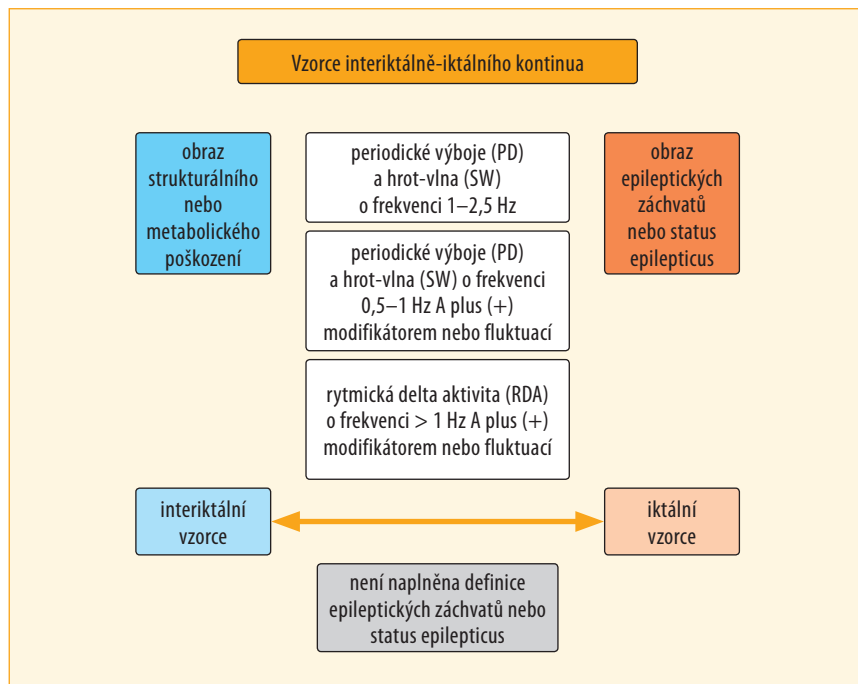 Vzorce interiktálně-iktálního kontinua
obraz
strukturálního
nebo
metabolického
poškození
periodické výboje (PD)
a hrot-vlna (SW)
o frekvenci 1–2,5 Hz
obraz
epileptických
záchvatů
nebo status
epilepticus
periodické výboje (PD)
a hrot-vlna (SW) o frekvenci
0,5–1 Hz A plus (+)
modifikátorem nebo fluktuací
rytmická delta aktivita (RDA)
o frekvenci > 1 Hz A plus (+)
modifikátorem nebo fluktuací
interiktální
vzorce
iktální
vzorce
není naplněna definice
epileptických záchvatů nebo
status epilepticus